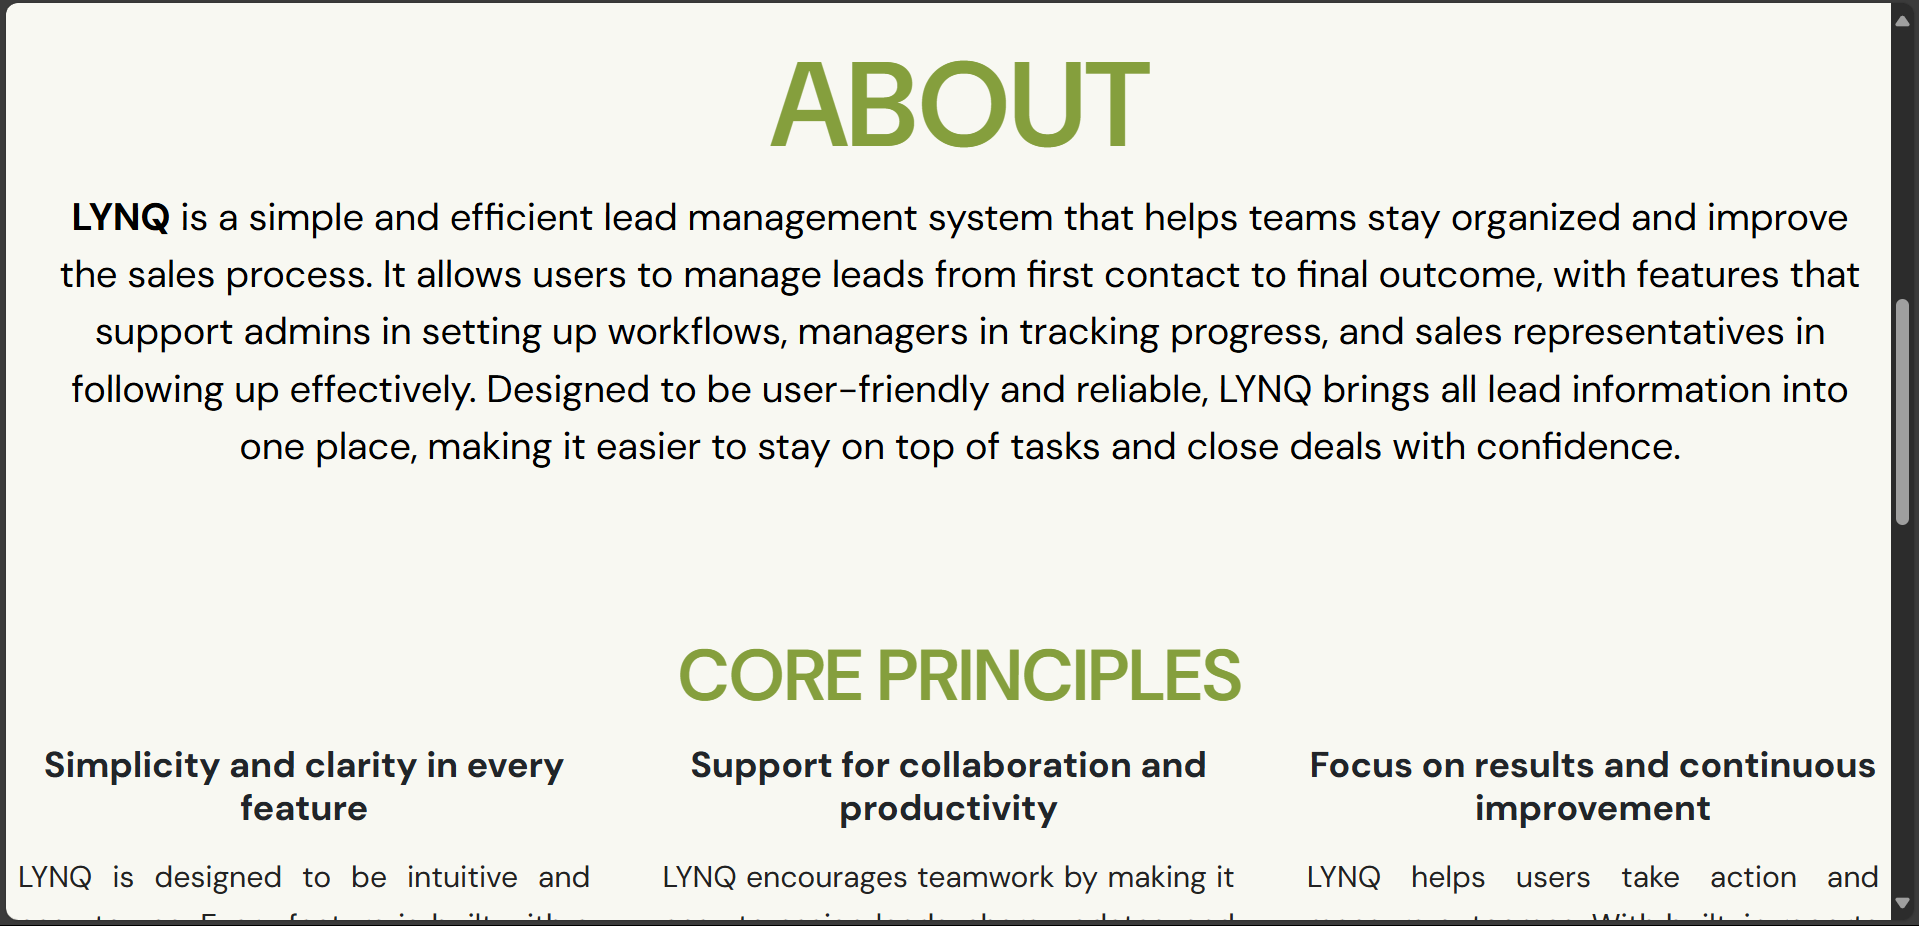 ABOUT
LYNQ is a simple and efficient lead management system that helps teams stay organized and improve
the sales process. It allows users to manage leads from first contact to final outcome, with features that
support admins in setting up workflows, managers in tracking progress, and sales representatives in
following up effectively. Designed to be user-friendly and reliable, LYNQ brings all lead information into
one place, making it easier to stay on top of tasks and close deals with confidence.
CORE PRINCIPLES
Simplicity and clarity in every
feature
LYNQ is designed to be intuitive and
Support for collaboration and
productivity
LYNQ encourages teamwork by making it
Focus on results and continuous
improvement
LYNQ helps users take action and